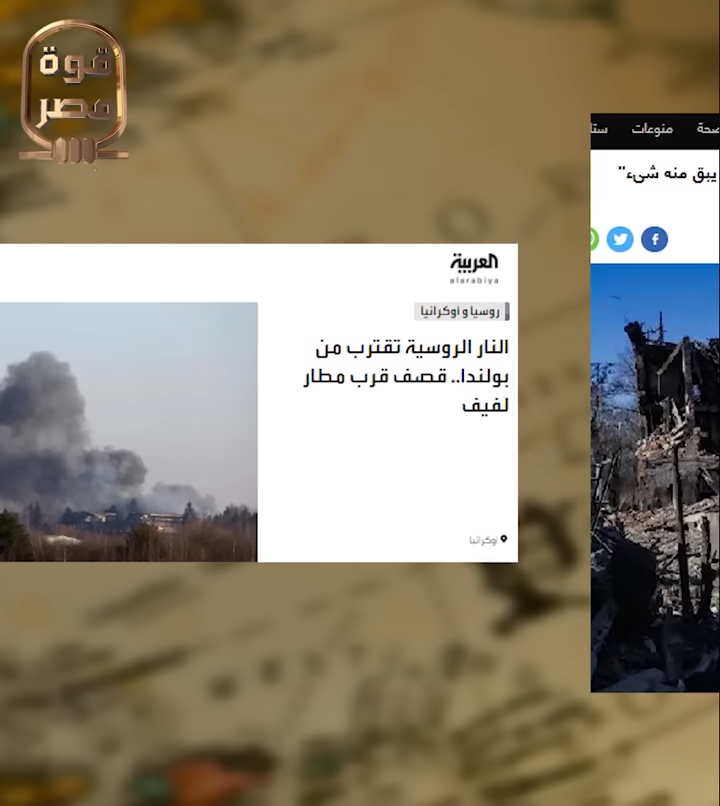 قوة
مصر
صحة منوعات ستا
يبق منه شيء"
العربية
alarabiya
روسيا و أوكرانيا
النار الروسية تقترب من
بولندا.. قصف قرب مطار
لفيف
أوكرانيا